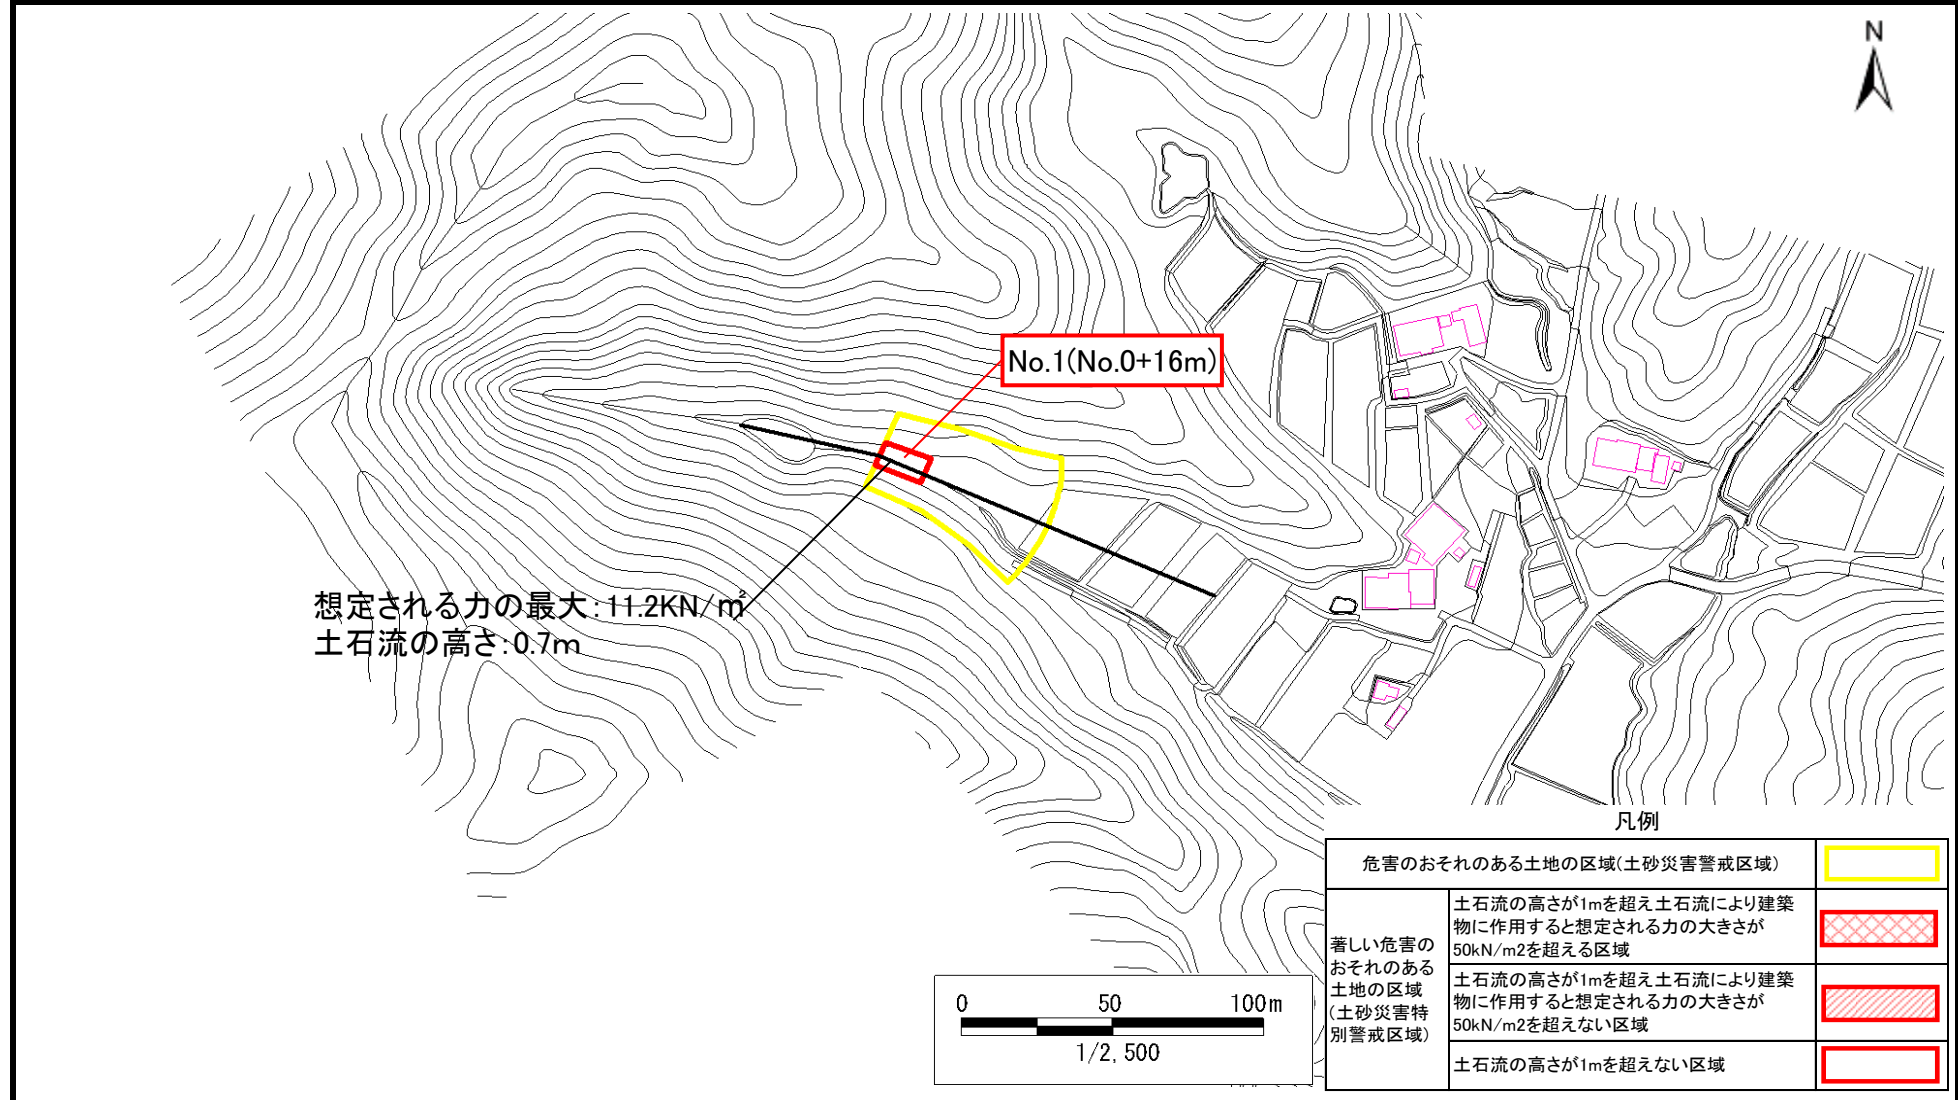 N
No.1(No.0+16m)
想定される力の最大:11.2KN/㎡
土石流の高さ:0.7m
凡例
危害のおそれのある土地の区域(土砂災害警戒区域)
著しい危害の
おそれのある
土地の区域
(土砂災害特
別警戒区域)
土石流の高さが1mを超え土石流により建築
物に作用すると想定される力の大きさが
50kN/m2を超える区域
土石流の高さが1mを超え土石流により建築
物に作用すると想定される力の大きさが
50kN/m2を超えない区域
土石流の高さが1mを超えない区域
0 50 100m
1/2,500